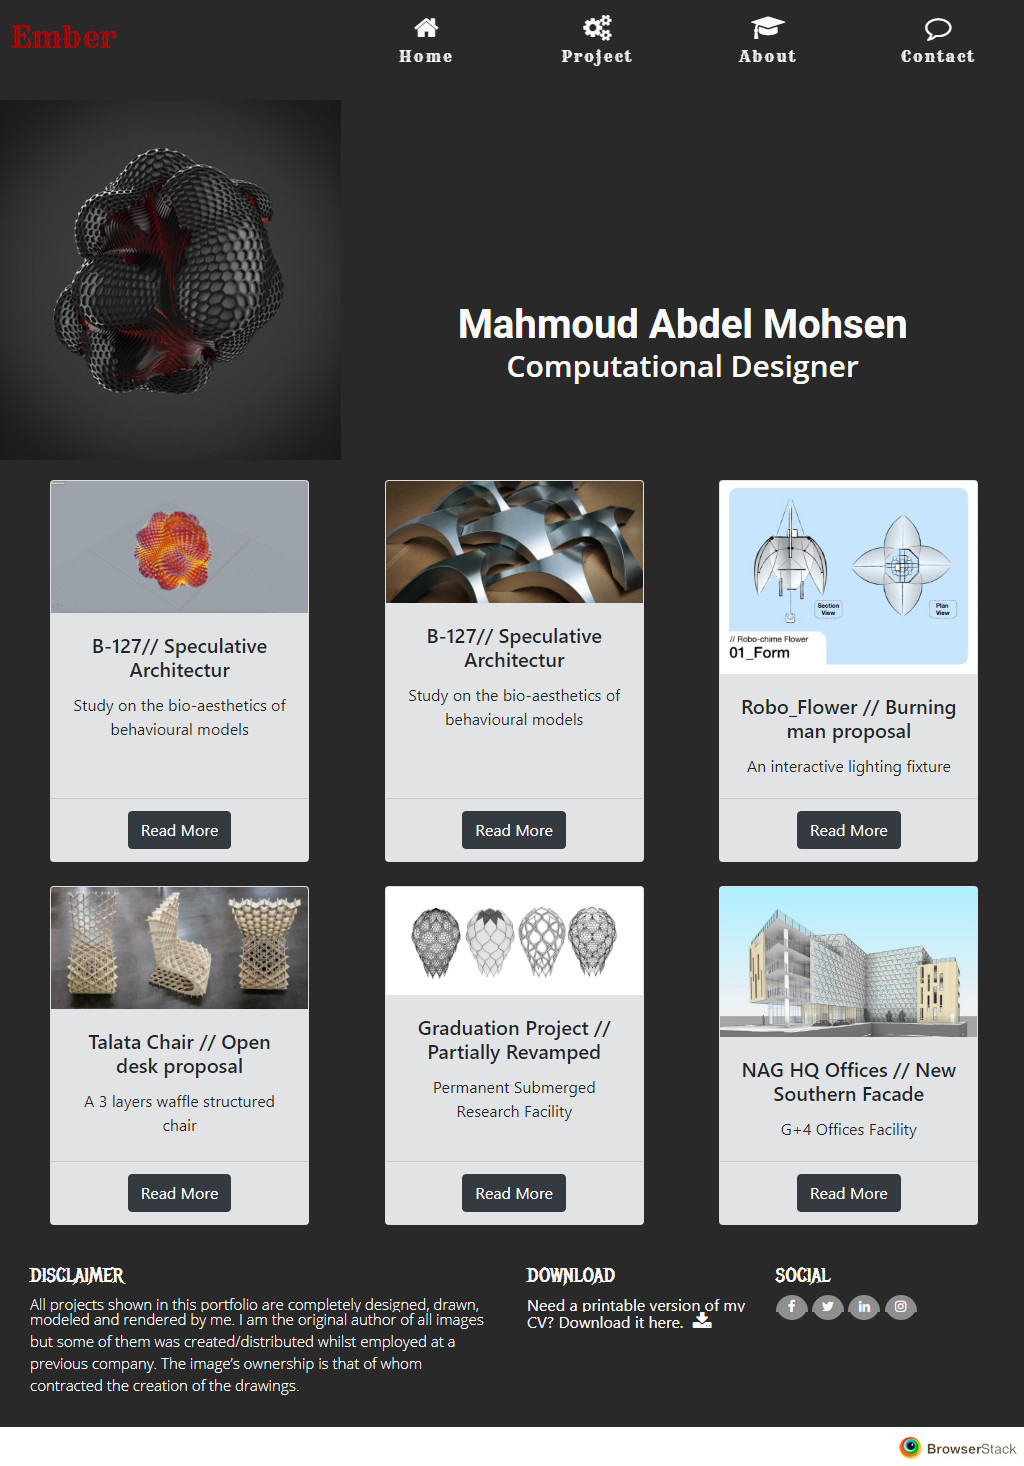 Ember
Home
Project
About
Contact
Mahmoud Abdel Mohsen
Computational Designer
B-127// Speculative
Architectur
Study on the bio-aesthetics of
behavioural models
Read More
B-127// Speculative
Architectur
Study on the bio-aesthetics of
behavioural models
Read More
Section
View
Plan
View
// Robo-chime Flower
01_Form
Robo_Flower // Burning
man proposal
An interactive lighting fixture
Read More
Talata Chair // Open
desk proposal
A 3 layers waffle structured
chair
Read More
Graduation Project //
Partially Revamped
Permanent Submerged
Research Facility
Read More
NAG HQ Offices // New
Southern Facade
G+4 Offices Facility
Read More
DISCLAIMER
All projects shown in this portfolio are completely designed, drawn,
modeled and rendered by me. I am the original author of all images
but some of them was created/distributed whilst employed at a
previous company. The image's ownership is that of whom
contracted the creation of the drawings.
DOWNLOAD
Need a printable version of my
CV? Download it here.
SOCIAL
BrowserStack